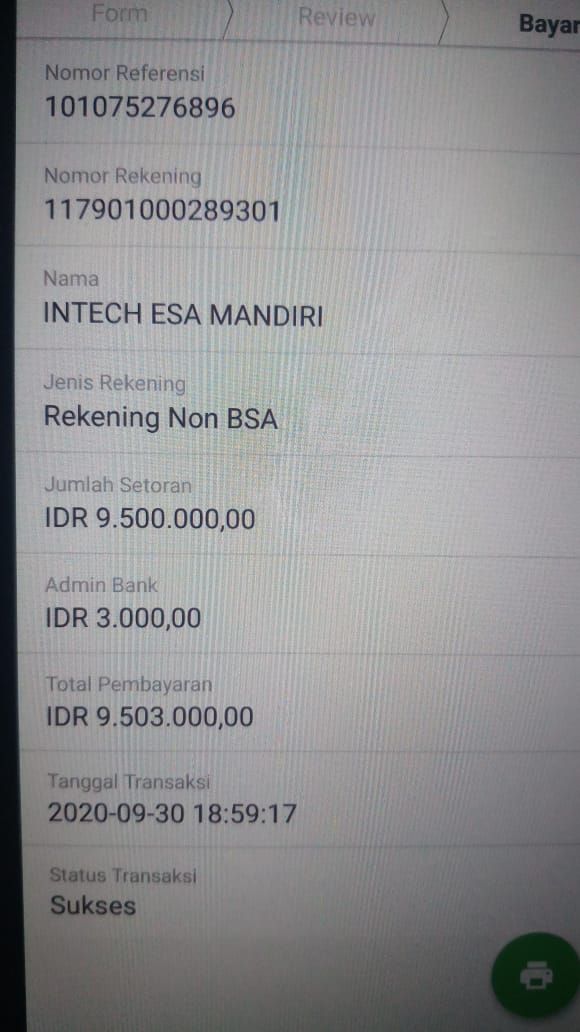 Form
Review
Bayar
Nomor Referensi
101075276896
Nomor Rekening
117901000289301
Nama
INTECH ESA MANDIRI
Jenis Rekening
Rekening Non BSA
Jumlah Setoran
IDR 9.500.000,00
Admin Bank
IDR 3.000,00
Total Pembayaran
IDR 9.503.000,00
Tanggal Transaksi
2020-09-30 18:59:17
Status Transaksi
Sukses